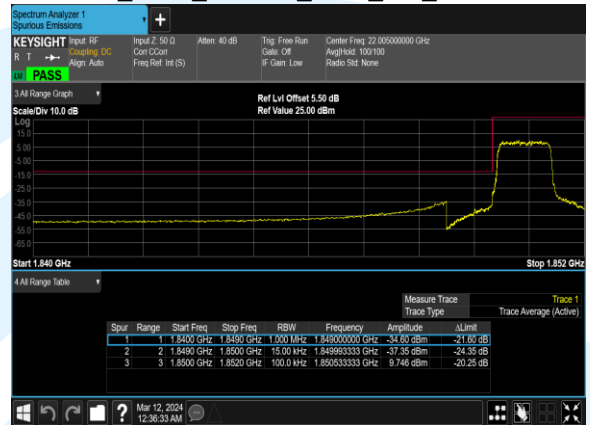 Spectrum Analyzer 1
Spurious Emissions
KEYSIGHT Input: RF Input Z: 50 Ω Atten: 40 dB Trig: Free Run Center Freq: 22.005000000 GHz
R T Coupling: DC Corr CCorr Gate: Off Avg|Hold: 100/100
Align: Auto Freq Ref: Int (S) IF Gain: Low Radio Std: None
PASS
3 All Range Graph
Ref Lvl Offset 5.50 dB
Scale/Div 10.0 dB Ref Value 25.00 dBm
Log
15.0
5.00
-5.00
-15.0
-25.0
-35.0
-45.0
-55.0
-65.0
Start 1.840 GHz Stop 1.852 GHz
4 All Range Table
Measure Trace Trace 1
Trace Type Trace Average (Active)
Spur Range Start Freq Stop Freq RBW Frequency Amplitude ΔLimit
1 1 1.8400 GHz 1.8490 GHz 1.000 MHz 1.849000000 GHz -34.60 dBm -21.60 dB
2 2 1.8490 GHz 1.8500 GHz 15.00 kHz 1.849993333 GHz -37.35 dBm -24.35 dB
3 3 1.8500 GHz 1.8520 GHz 100.0 kHz 1.850533333 GHz 9.746 dBm -20.25 dB
? Mar 12, 2024
12:36:33 AM